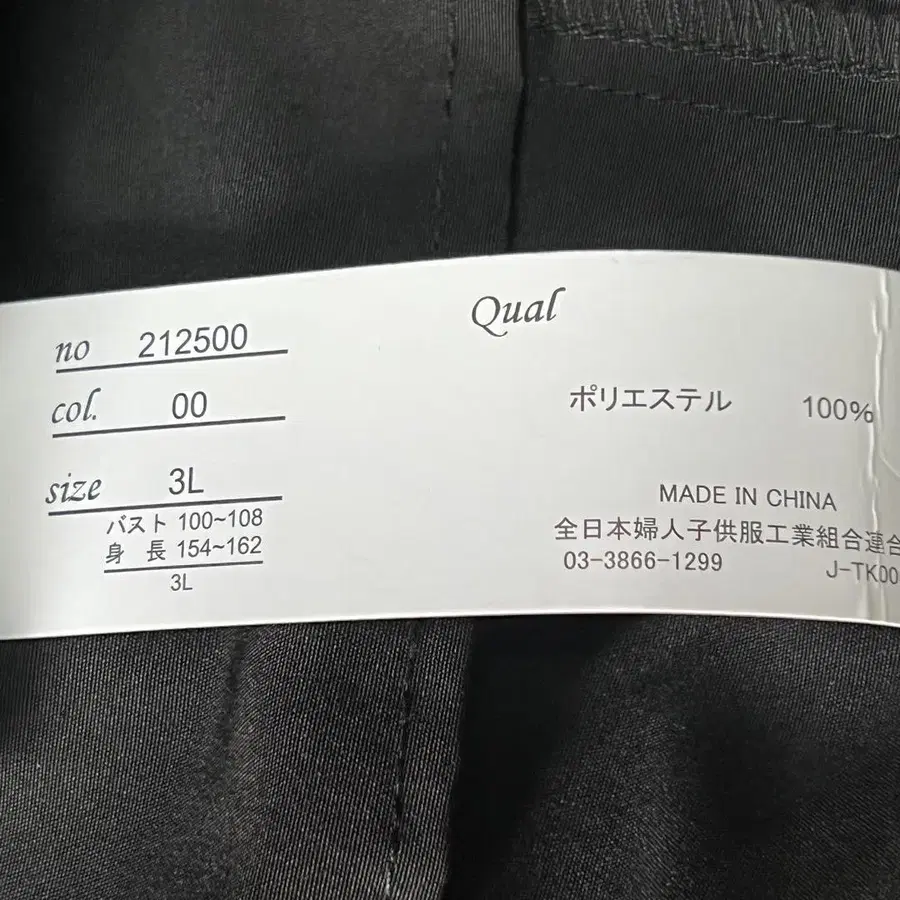 no 212500
col. 00
size 3L
バスト 100~108
身 長 154~162
3L
Qual
ポリエステル 100%
MADE IN CHINA
全日本婦人子供服工業組合連合
03-3866-1299
J-TK00